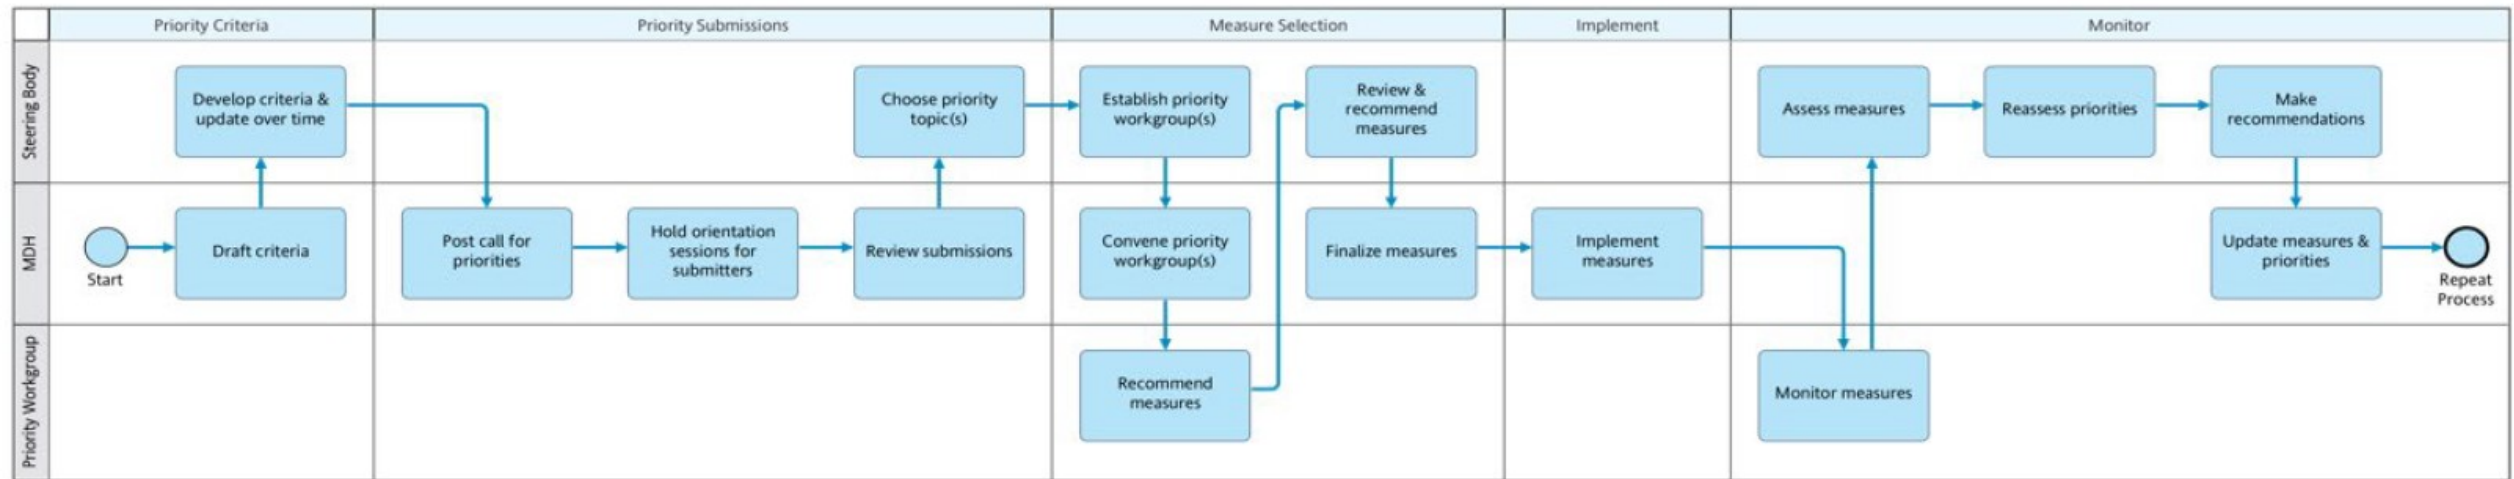 Priority Criteria
Priority Submissions
Measure Selection
Implement
Monitor
Steering Body
Develop criteria &
update over time
Choose priority
topic(s)
Establish priority
workgroup(s)
Review &
recommend
measures
Assess measures
Reassess priorities
Make
recommendations
MDH
Start
Draft criteria
Post call for
priorities
Hold orientation
sessions for
submitters
Review submissions
Convene priority
workgroup(s)
Finalize measures
Implement
measures
Update measures &
priorities
Repeat
Process
Priority Workgroup
Recommend
measures
Monitor measures